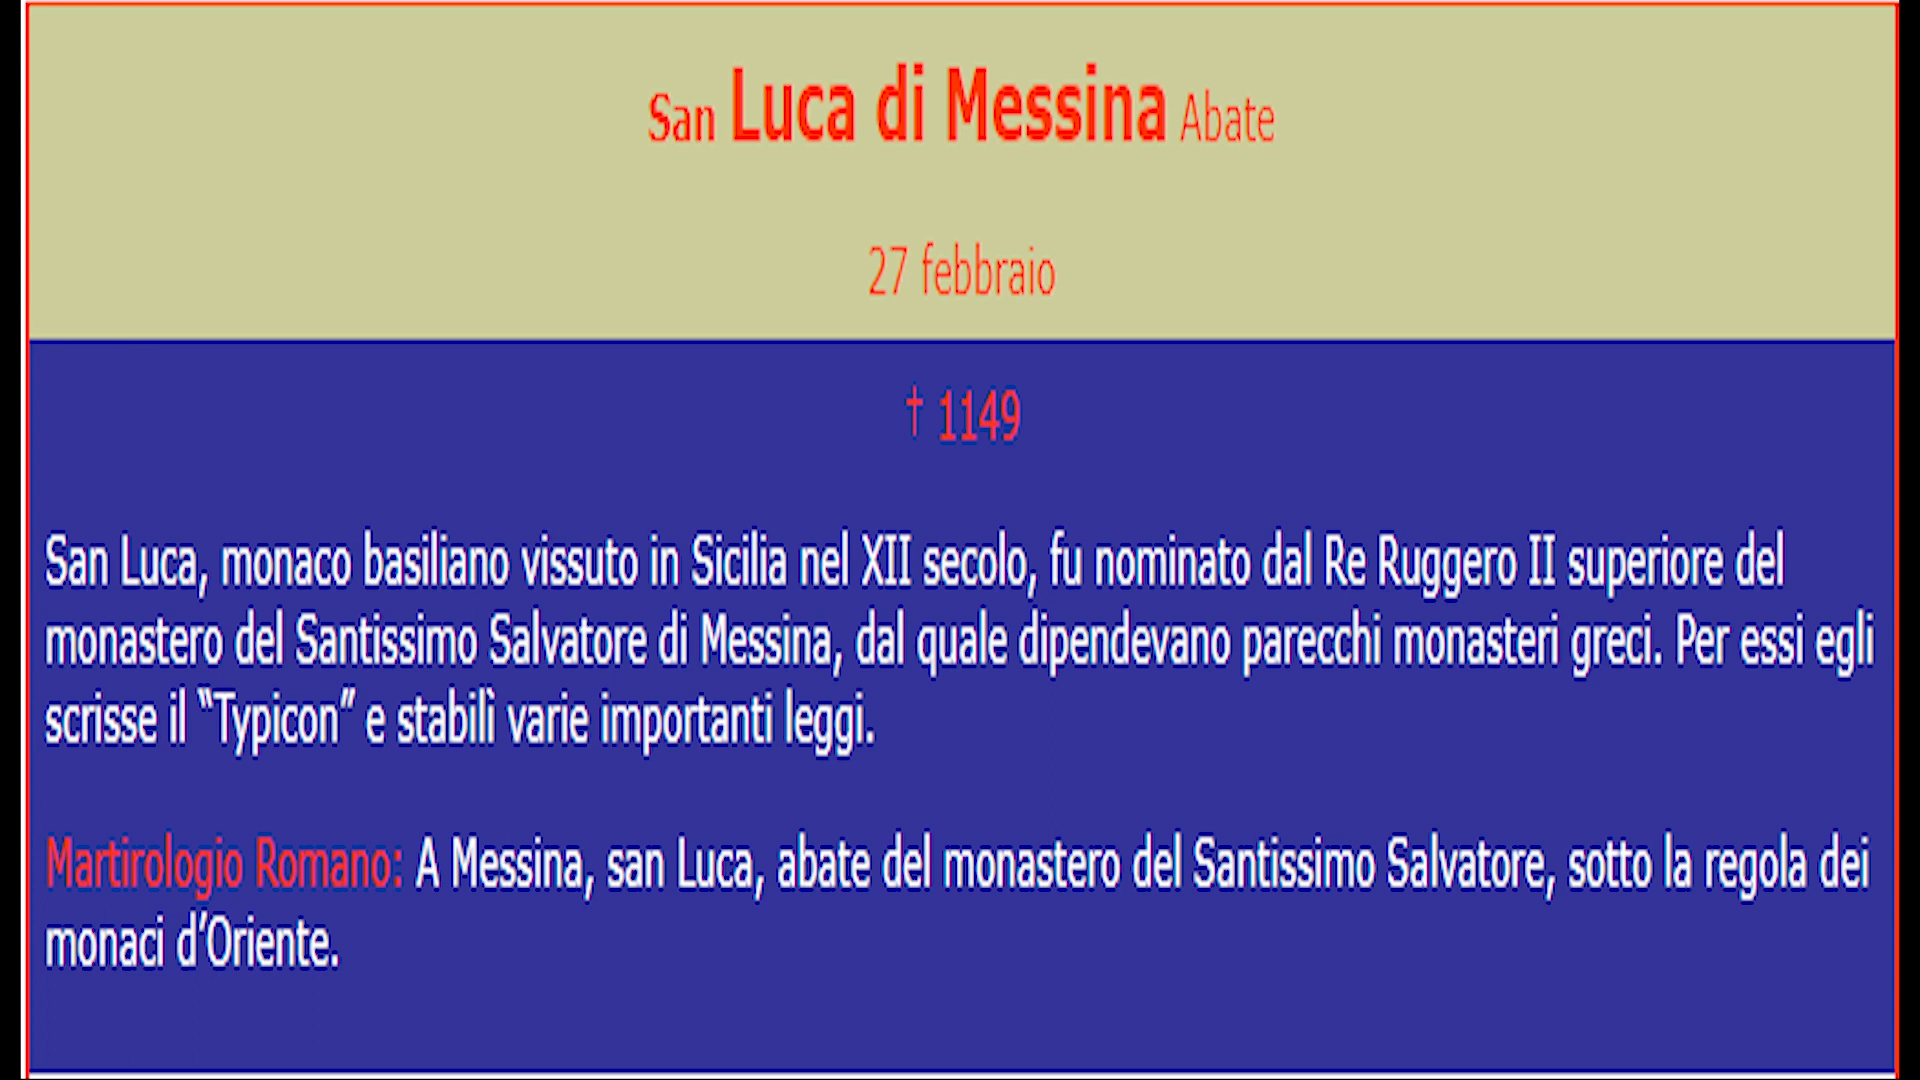 San Luca di Messina Abate
27 febbraio
† 1149
San Luca, monaco basiliano vissuto in Sicilia nel XII secolo, fu nominato dal Re Ruggero II superiore del
monastero del Santissimo Salvatore di Messina, dal quale dipendevano parecchi monasteri greci. Per essi egli
scrisse il “Typicon” e stabilì varie importanti leggi.
Martirologio Romano: A Messina, san Luca, abate del monastero del Santissimo Salvatore, sotto la regola dei
monaci d’Oriente.